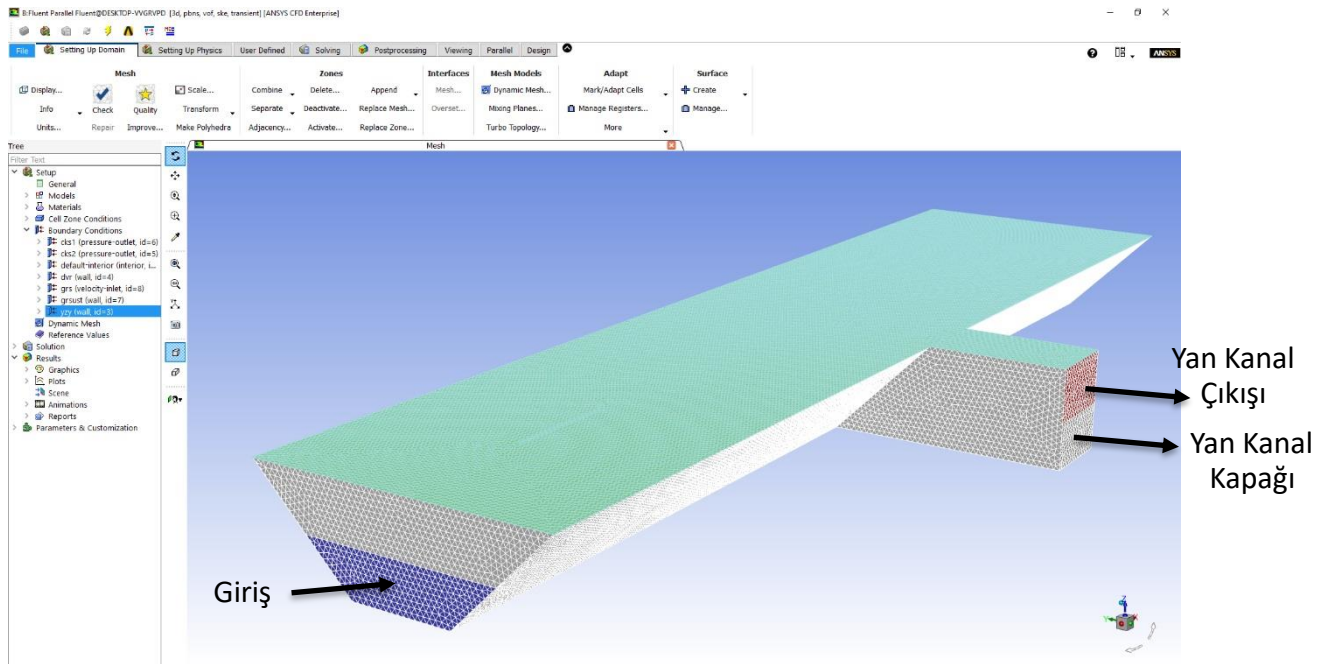 B:Fluent Parallel Fluent@DESKTOP-VVGRVPD [3d, pbns, vof, ske, transient] [ANSYS CFD Enterprise]
File Setting Up Domain Setting Up Physics User Defined Solving Postprocessing Viewing Parallel Design
ANSYS
Mesh Zones Interfaces Mesh Models Adapt Surface
Display... Scale... Combine Delete... Append Mesh... Dynamic Mesh... Mark/Adapt Cells Create
Info Check Quality Transform Separate Deactivate... Replace Mesh... Overset... Mixing Planes... Manage Registers... Manage...
Units... Repair Improve... Make Polyhedra Adjacency... Activate... Replace Zone... Turbo Topology... More
Tree
Mesh
Filter Text
Setup
General
Models
Materials
Cell Zone Conditions
Boundary Conditions
cks1 (pressure-outlet, id=6)
cks2 (pressure-outlet, id=5)
default-interior (interior, i...
dvr (wall, id=4)
grs (velocity-inlet, id=8)
grsust (wall, id=7)
yzy (wall, id=3)
Dynamic Mesh
Reference Values
Solution
Results
Graphics
Plots
Scene
Animations
Reports
Parameters & Customization
Yan Kanal
Çıkışı
Yan Kanal
Kapağı
Giriş
Z
Y
X